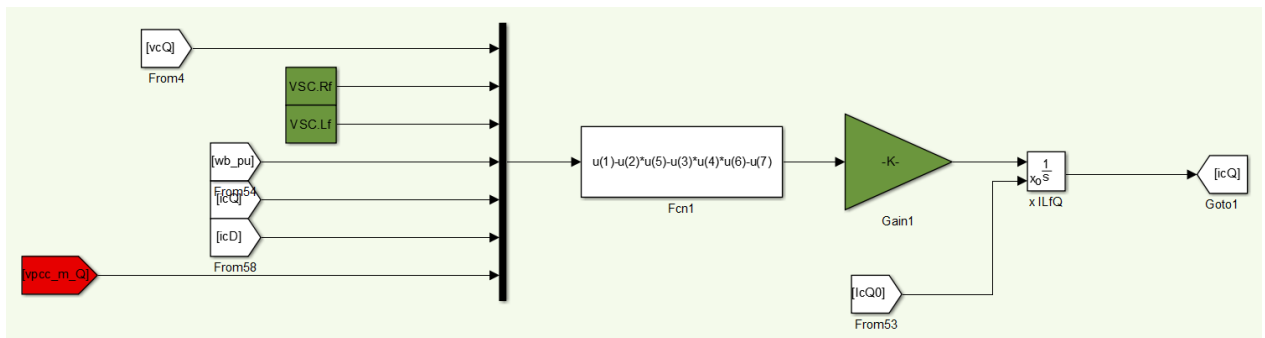 [vcQ]
From4
VSC.Rf
VSC.Lf
[wb_pu]
From54
[icQ]
[icD]
From58
[vpcc_m_Q]
u(1)-u(2)*u(5)-u(3)*u(4)*u(6)-u(7)
Fcn1
-K-
Gain1
1
x₀ s
x ILfQ
[IcQ0]
From53
[icQ]
Goto1